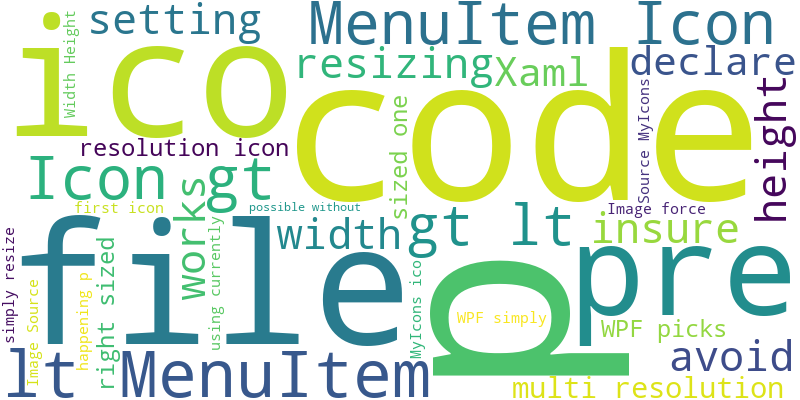 setting
MenuItem Icon
ico
Width Height
resizing
Xaml
declare
code
resolution icon
Source MyIcons
height
Icon
gt
sized one
works
first icon
possible without
Image force
file
width
gt lt
insure
simply resize
Image Source
happening p
right sized
using currently
MyIcons ico
p
WPF simply
pre
WPF picks
lt
MenuItem
avoid
multi resolution